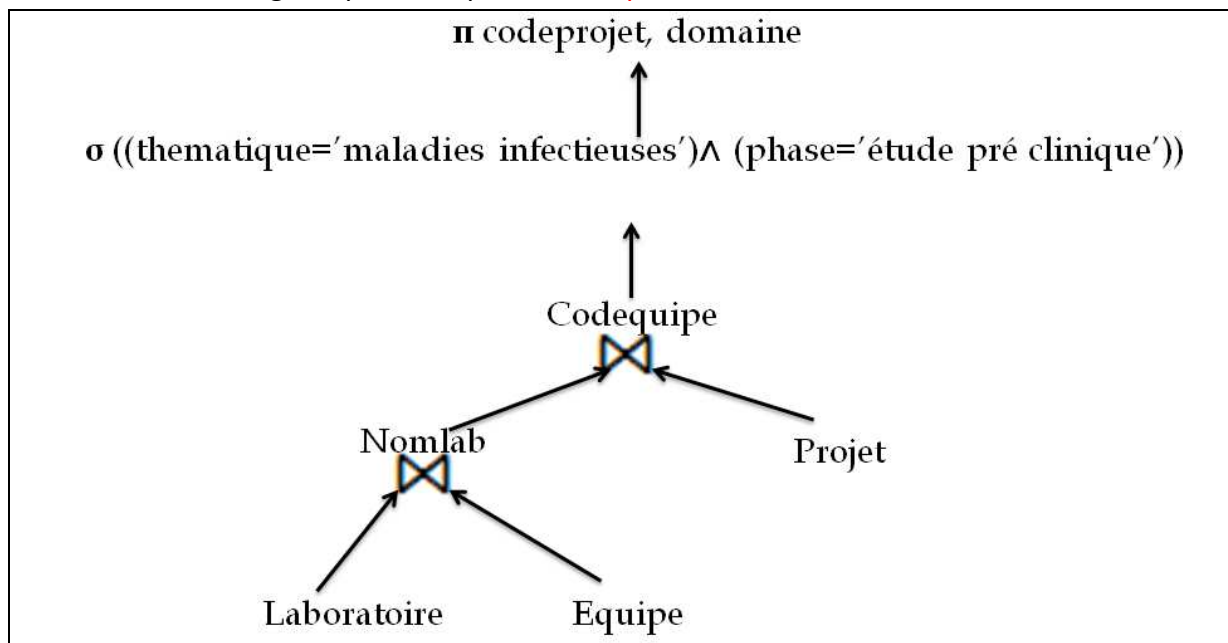 π codeprojet, domaine
σ ((thematique=’maladies infectieuses’)∧ (phase=’étude pré clinique’))
Codequipe
Nomlab
Projet
Laboratoire
Equipe